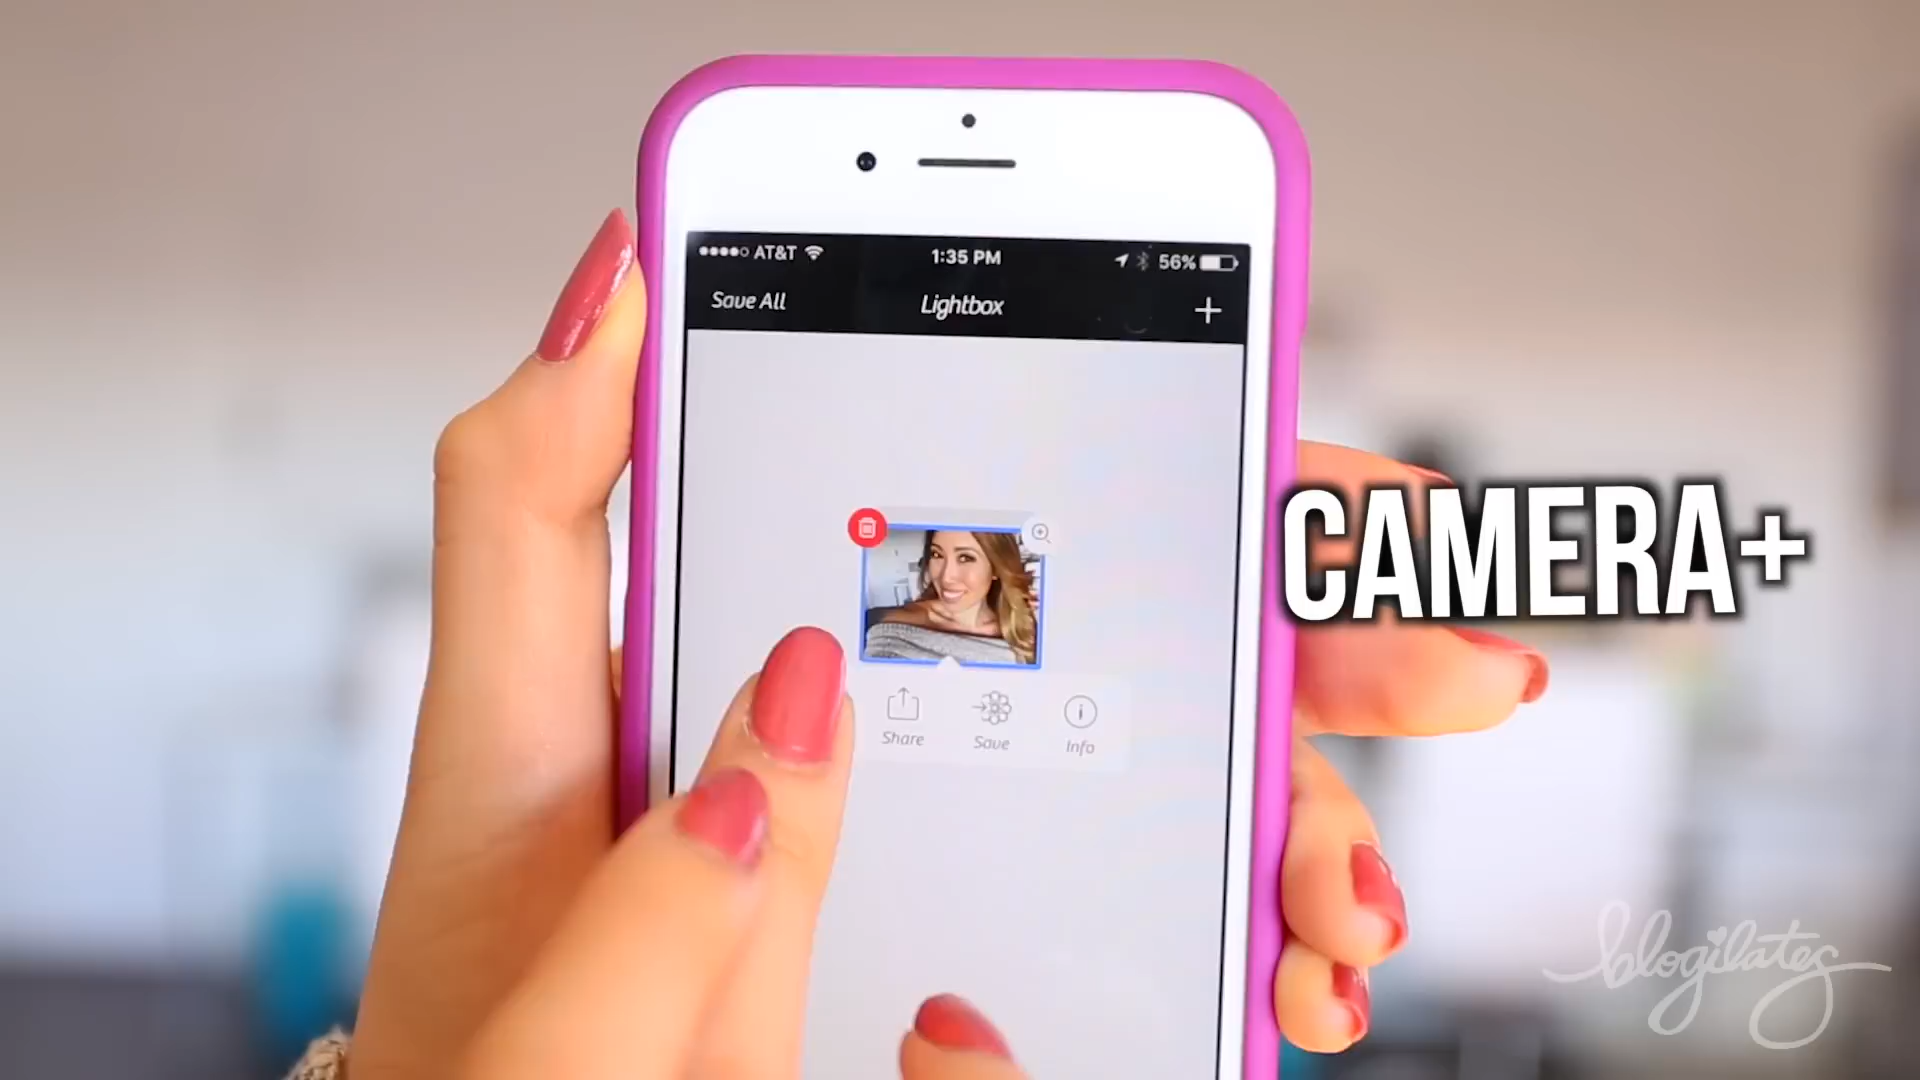 AT&T 1:35 PM 56%
Save All Lightbox +
CAMERA+
Share Save Info
blogilates